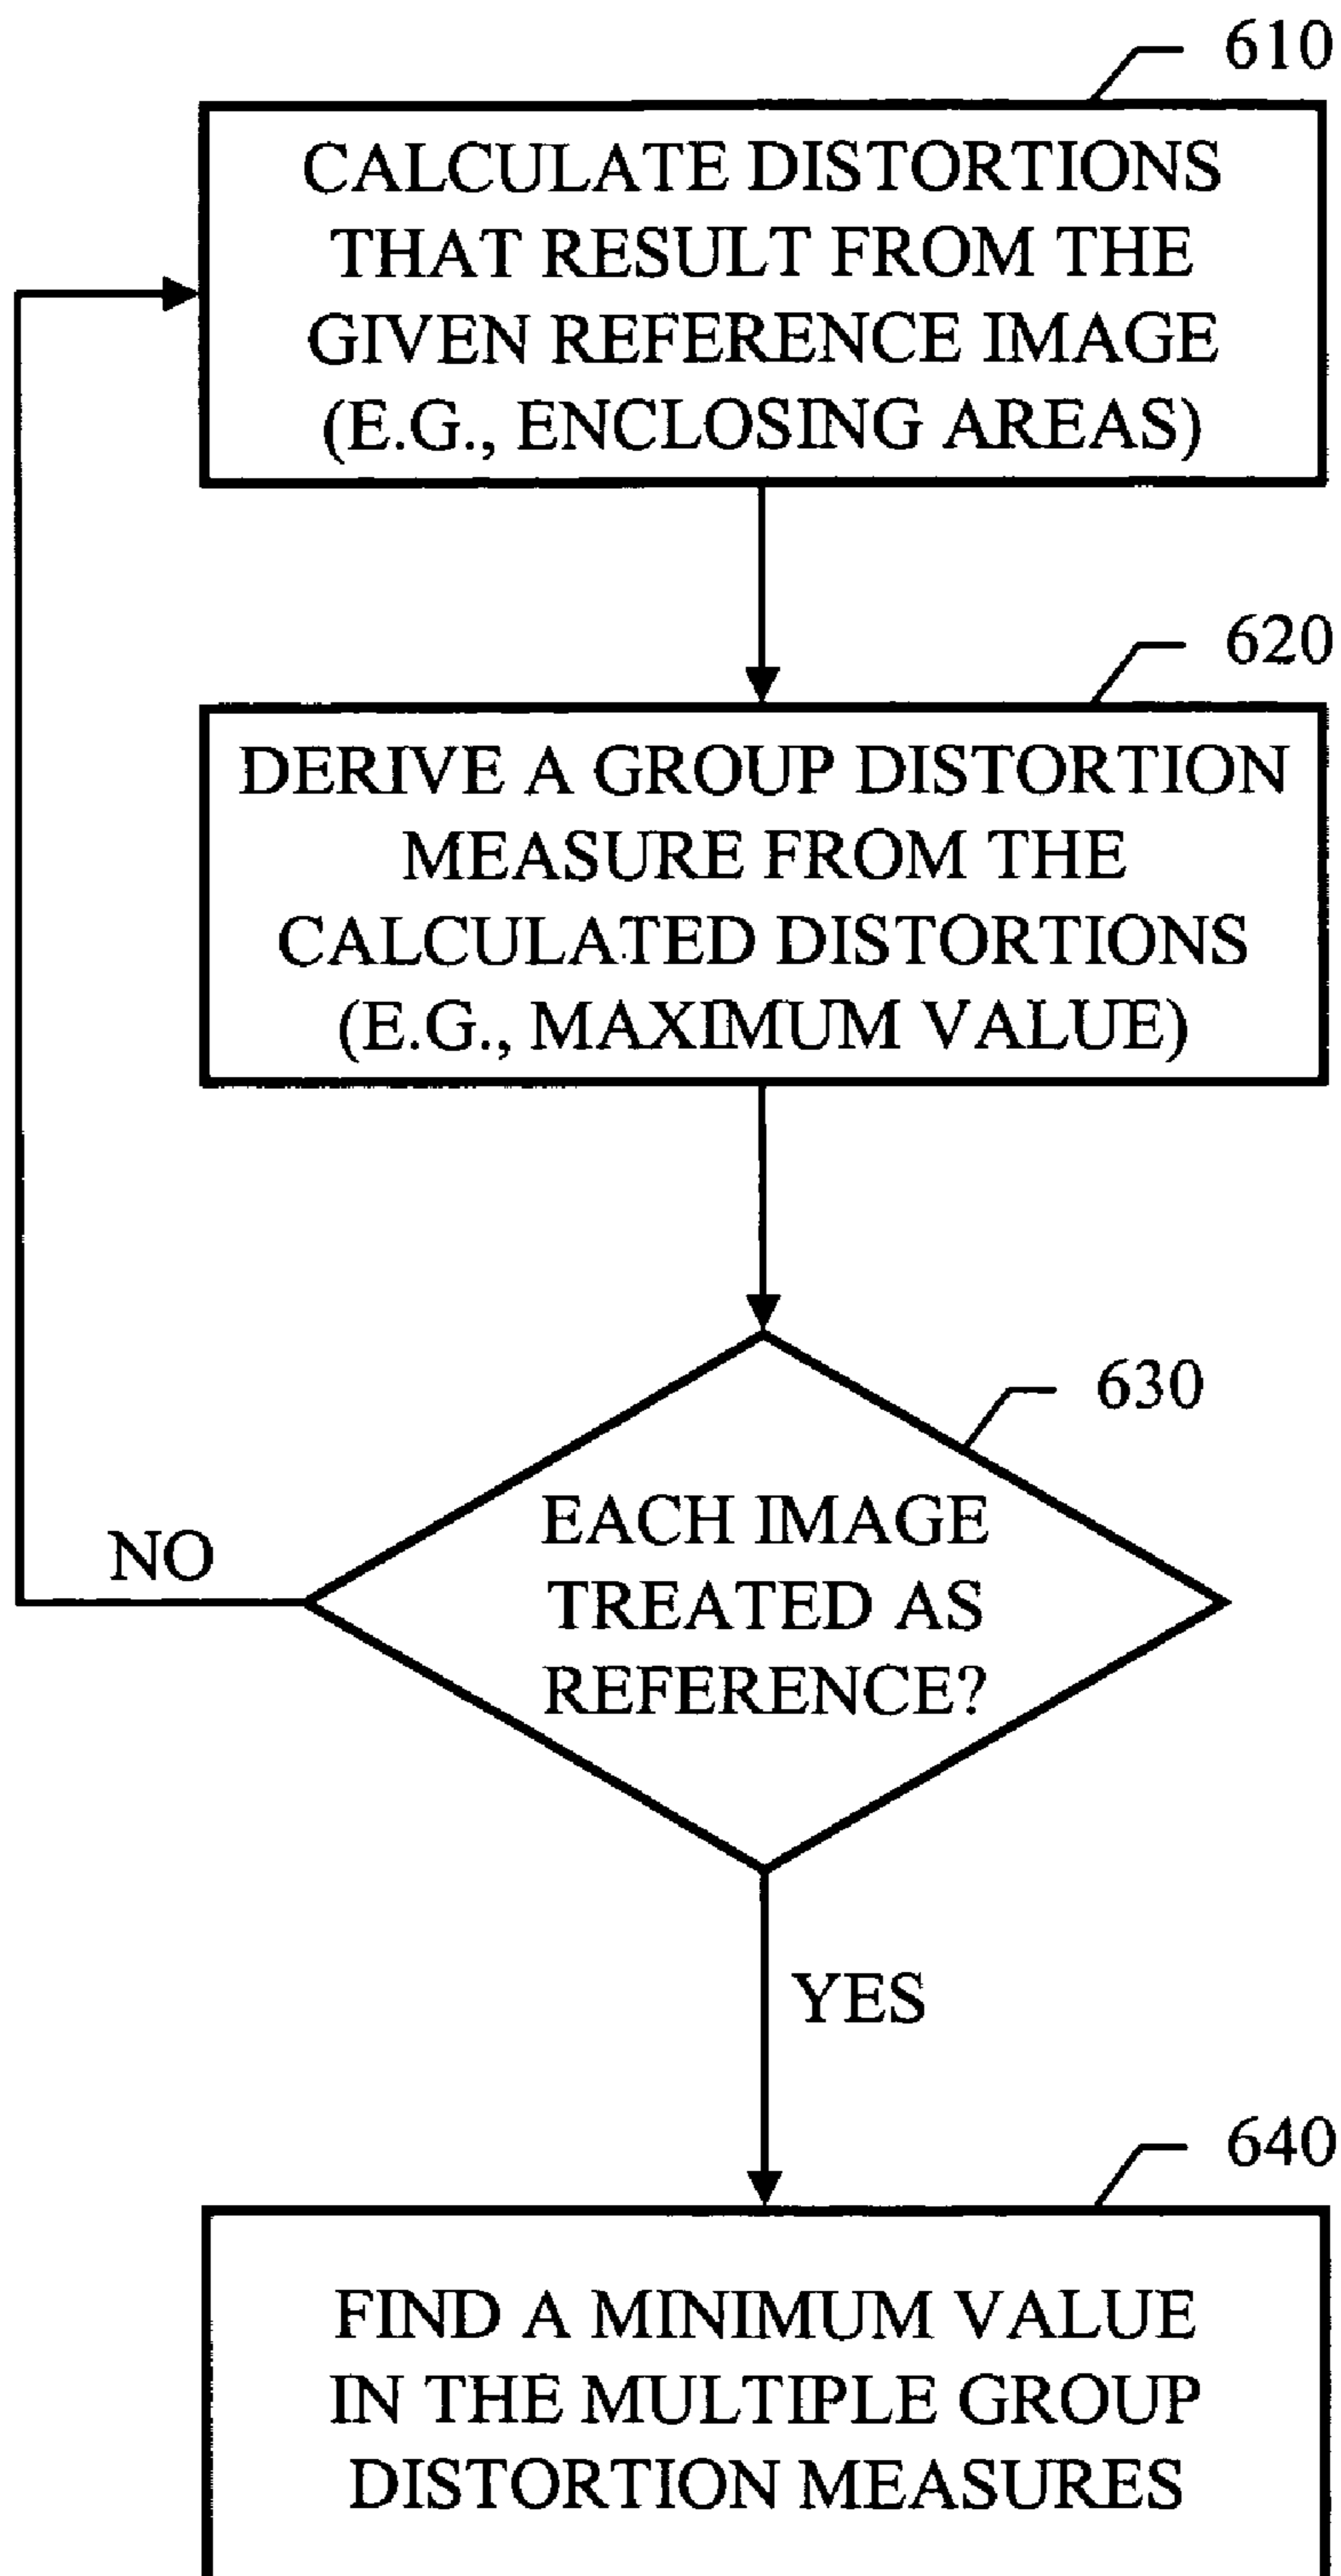 610
CALCULATE DISTORTIONS
THAT RESULT FROM THE
GIVEN REFERENCE IMAGE
(E.G., ENCLOSING AREAS)
620
DERIVE A GROUP DISTORTION
MEASURE FROM THE
CALCULATED DISTORTIONS
(E.G., MAXIMUM VALUE)
630
EACH IMAGE
TREATED AS
REFERENCE?
NO
YES
640
FIND A MINIMUM VALUE
IN THE MULTIPLE GROUP
DISTORTION MEASURES